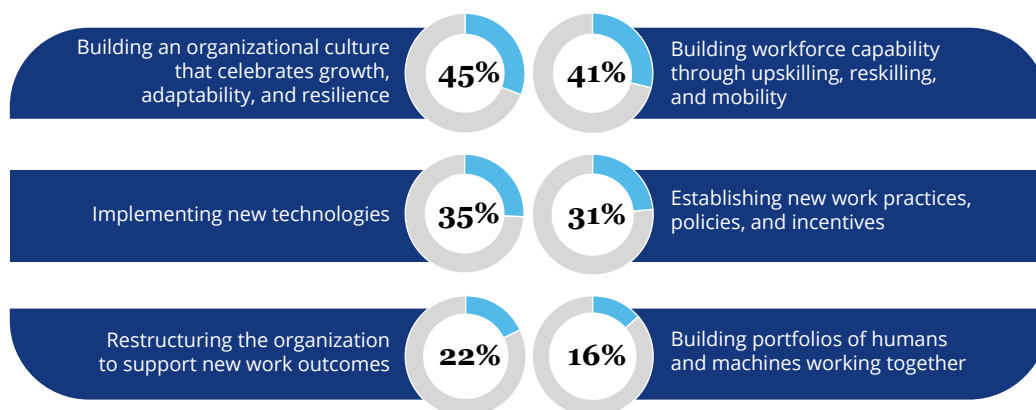 Building an organizational culture
that celebrates growth,
adaptability, and resilience
45%
41%
Building workforce capability
through upskilling, reskilling,
and mobility
Implementing new technologies
35%
31%
Establishing new work practices,
policies, and incentives
Restructuring the organization
to support new work outcomes
22%
16%
Building portfolios of humans
and machines working together